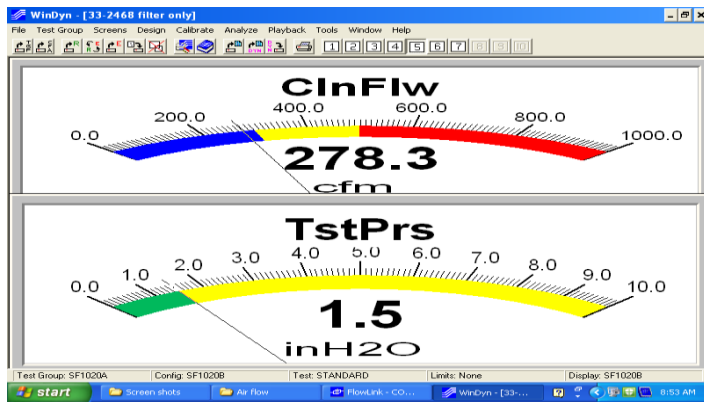 WinDyn - [33-2468 filter only]
File Test Group Screens Design Calibrate Analyze Playback Tools Window Help
1 2 3 4 5 6 7 8 9 10
ClnFlw
0.0 200.0 400.0 600.0 800.0 1000.0
278.3
cfm
TstPrs
0.0 1.0 2.0 3.0 4.0 5.0 6.0 7.0 8.0 9.0 10.0
1.5
inH2O
Test Group: SF1020A Config: SF1020B Test: STANDARD Limits: None Display: SF1020B
start Screen shots Air flow FlowLink - CO... WinDyn - [33-... 8:53 AM